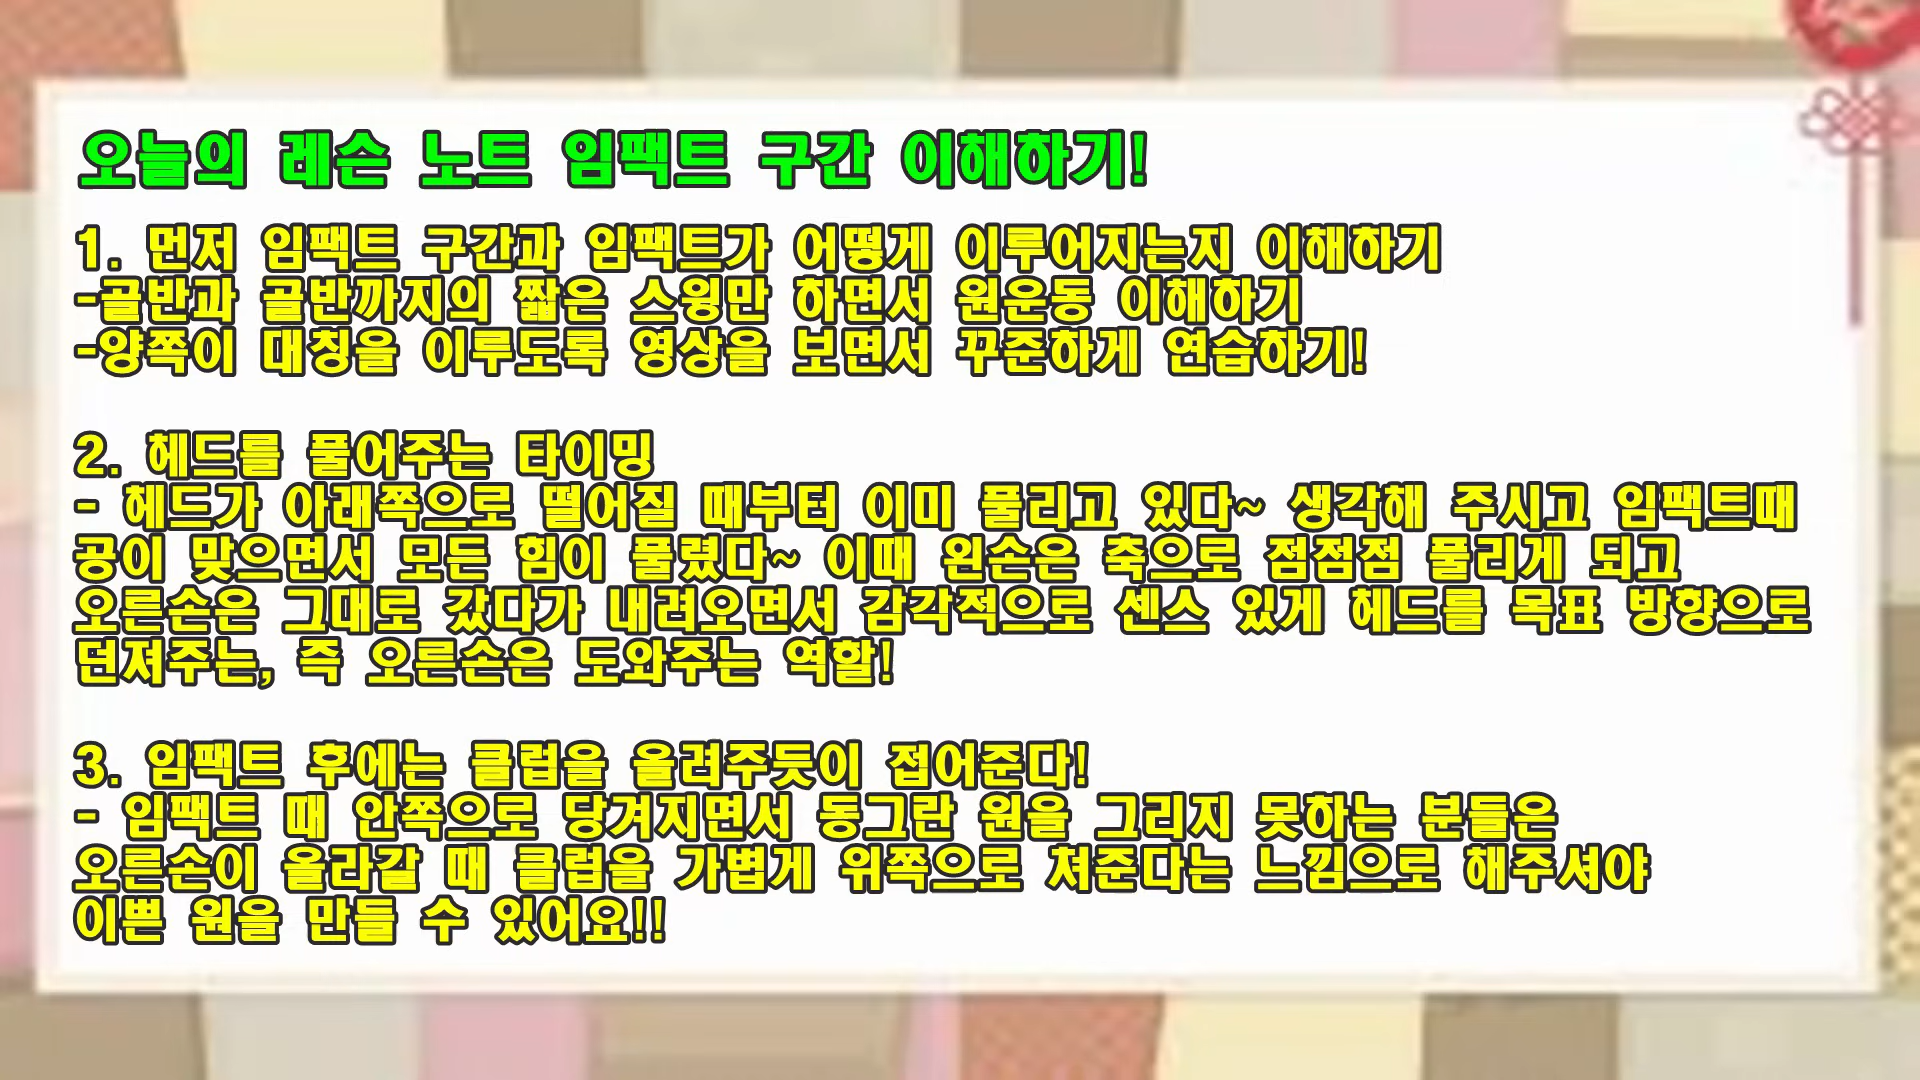 오늘의 레슨 노트 임팩트 구간 이해하기!
1. 먼저 임팩트 구간과 임팩트가 어떻게 이루어지는지 이해하기
-골반과 골반까지의 짧은 스윙만 하면서 원운동 이해하기
-양쪽이 대칭을 이루도록 영상을 보면서 꾸준하게 연습하기!
2. 헤드를 풀어주는 타이밍
- 헤드가 아래쪽으로 떨어질 때부터 이미 풀리고 있다~ 생각해 주시고 임팩트때
공이 맞으면서 모든 힘이 풀렸다~ 이때 왼손은 축으로 점점점 풀리게 되고
오른손은 그대로 갔다가 내려오면서 감각적으로 센스 있게 헤드를 목표 방향으로
던져주는, 즉 오른손은 도와주는 역할!
3. 임팩트 후에는 클럽을 올려주듯이 접어준다!
- 임팩트 때 안쪽으로 당겨지면서 동그란 원을 그리지 못하는 분들은
오른손이 올라갈 때 클럽을 가볍게 위쪽으로 쳐준다는 느낌으로 해주셔야
이쁜 원을 만들 수 있어요!!